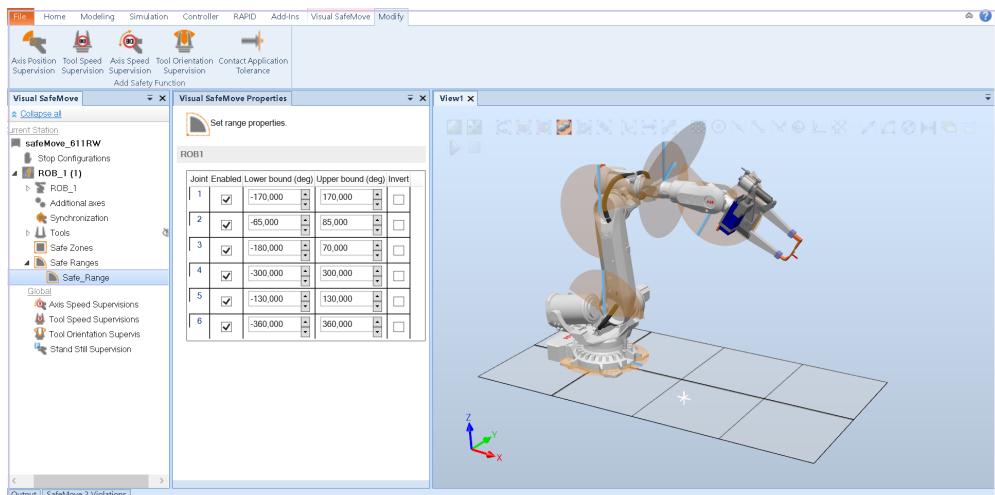 File Home Modeling Simulation Controller RAPID Add-Ins Visual SafeMove Modify
Axis Position Supervision
Tool Speed Supervision
Axis Speed Supervision
Tool Orientation Supervision
Contact Application Tolerance
Add Safety Function
Visual SafeMove
Collapse all
urrent Station
safeMove_611RW
Stop Configurations
ROB_1 (1)
ROB_1
Additional axes
Synchronization
Tools
Safe Zones
Safe Ranges
Safe_Range
Global
Axis Speed Supervisions
Tool Speed Supervisions
Tool Orientation Supervis
Stand Still Supervision
Visual SafeMove Properties
Set range properties.
ROB1
Joint Enabled Lower bound (deg) Upper bound (deg) Invert
1 -170,000 170,000
2 -65,000 85,000
3 -180,000 70,000
4 -300,000 300,000
5 -130,000 130,000
6 -360,000 360,000
View1
Z
Y
X
Output SafeMove 2 Violations